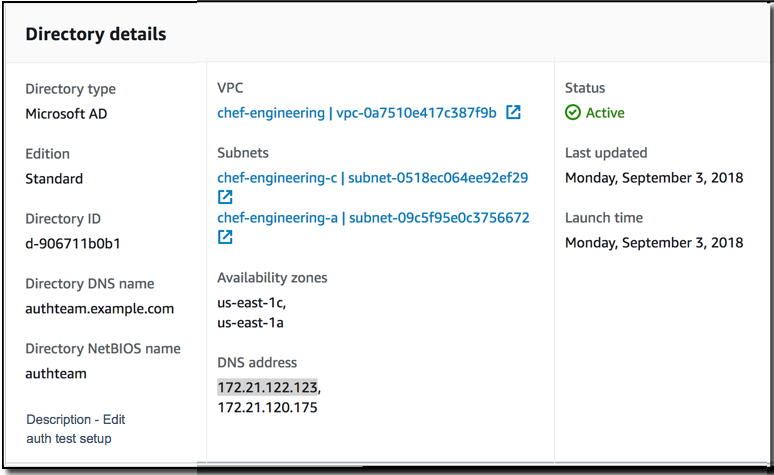 Directory details
Directory type
Microsoft AD
Edition
Standard
Directory ID
d-906711b0b1
Directory DNS name
authteam.example.com
Directory NetBIOS name
authteam
Description - Edit
auth test setup
VPC
chef-engineering | vpc-0a7510e417c387f9b
Subnets
chef-engineering-c | subnet-0518ec064ee92ef29
chef-engineering-a | subnet-09c5f95e0c3756672
Availability zones
us-east-1c,
us-east-1a
DNS address
172.21.122.123,
172.21.120.175
Status
Active
Last updated
Monday, September 3, 2018
Launch time
Monday, September 3, 2018